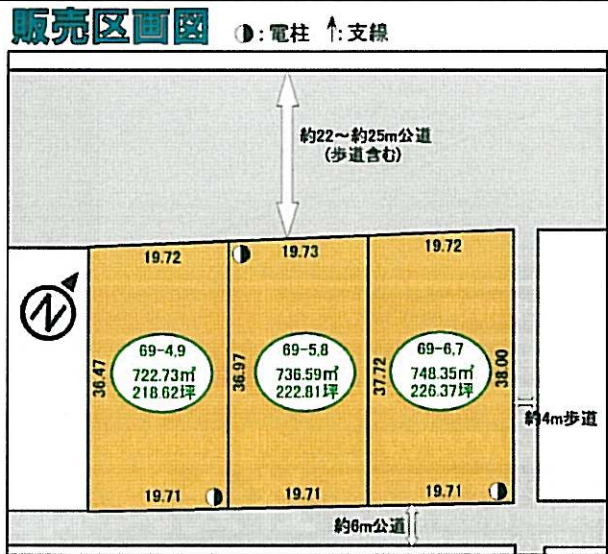 販売区画図 ◑:電柱 ↑:支線
約22~約25m公道
(歩道含む)
19.72
19.73
19.72
N
36.47
69-4.9
722.73㎡
218.62坪
36.97
69-5.8
736.59㎡
222.81坪
37.72
69-6.7
748.35㎡
226.37坪
38.00
約4m歩道
19.71
19.71
19.71
約6m公道